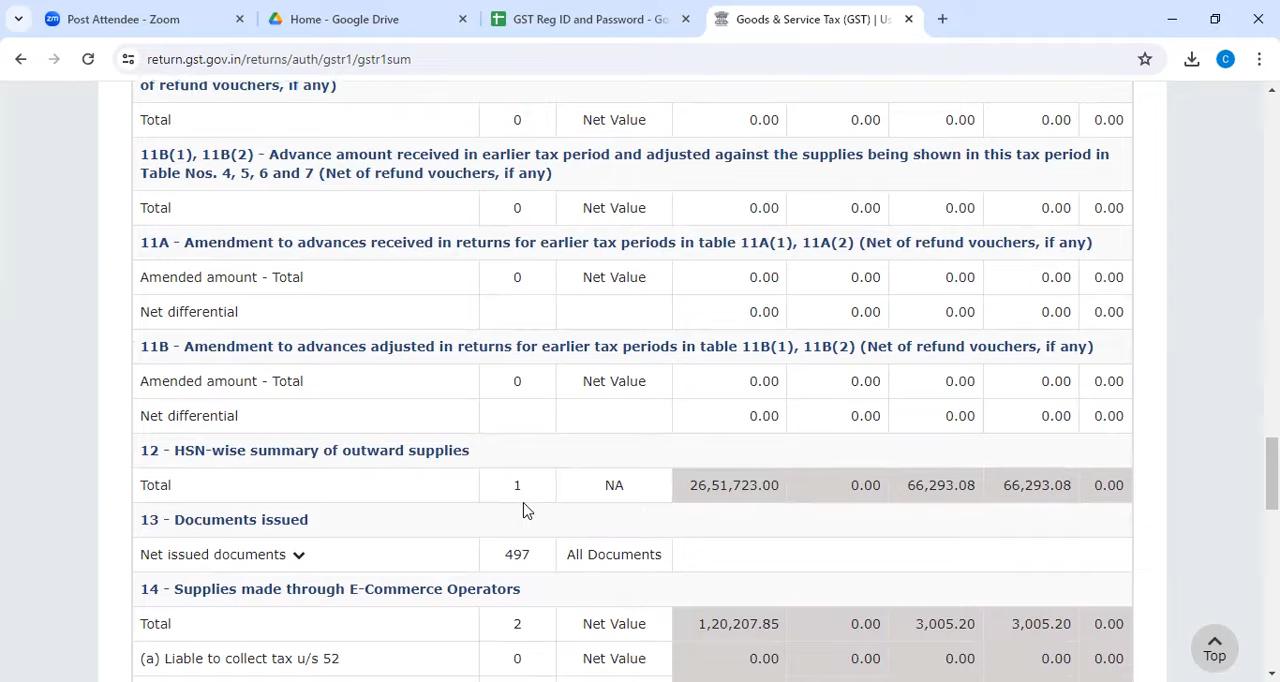 Post Attendee - Zoom
Home - Google Drive
GST Reg ID and Password - Go
Goods & Service Tax (GST) | Us
return.gst.gov.in/returns/auth/gstr1/gstr1sum
C
of refund vouchers, if any)
Total 0 Net Value 0.00 0.00 0.00 0.00 0.00
11B(1), 11B(2) - Advance amount received in earlier tax period and adjusted against the supplies being shown in this tax period in
Table Nos. 4, 5, 6 and 7 (Net of refund vouchers, if any)
Total 0 Net Value 0.00 0.00 0.00 0.00 0.00
11A - Amendment to advances received in returns for earlier tax periods in table 11A(1), 11A(2) (Net of refund vouchers, if any)
Amended amount - Total 0 Net Value 0.00 0.00 0.00 0.00 0.00
Net differential 0.00 0.00 0.00 0.00 0.00
11B - Amendment to advances adjusted in returns for earlier tax periods in table 11B(1), 11B(2) (Net of refund vouchers, if any)
Amended amount - Total 0 Net Value 0.00 0.00 0.00 0.00 0.00
Net differential 0.00 0.00 0.00 0.00 0.00
12 - HSN-wise summary of outward supplies
Total 1 NA 26,51,723.00 0.00 66,293.08 66,293.08 0.00
13 - Documents issued
Net issued documents 497 All Documents
14 - Supplies made through E-Commerce Operators
Total 2 Net Value 1,20,207.85 0.00 3,005.20 3,005.20 0.00
(a) Liable to collect tax u/s 52 0 Net Value 0.00 0.00 0.00 0.00 0.00
Top